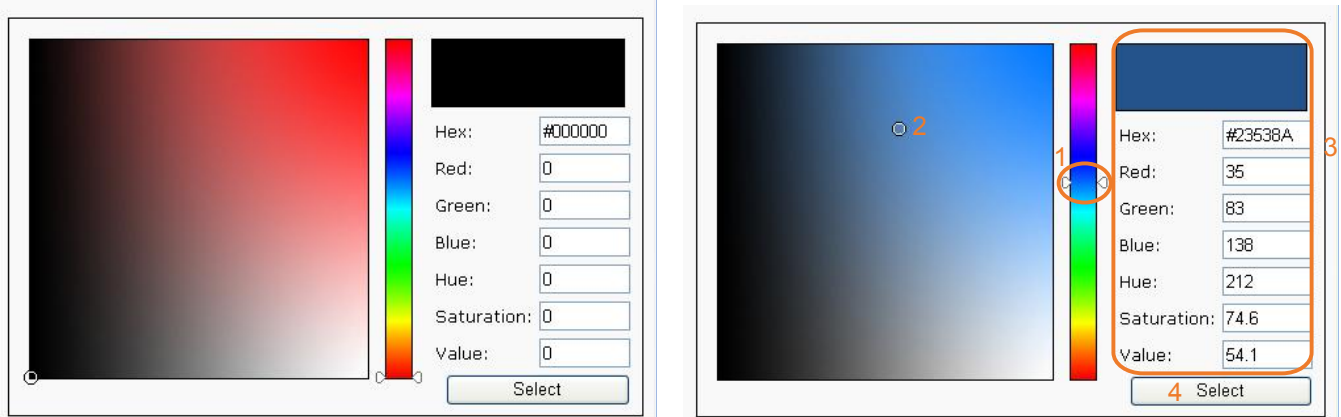 Hex: #000000
Red: 0
Green: 0
Blue: 0
Hue: 0
Saturation: 0
Value: 0
Select
2
1
3
Hex: #23538A
Red: 35
Green: 83
Blue: 138
Hue: 212
Saturation: 74.6
Value: 54.1
4 Select